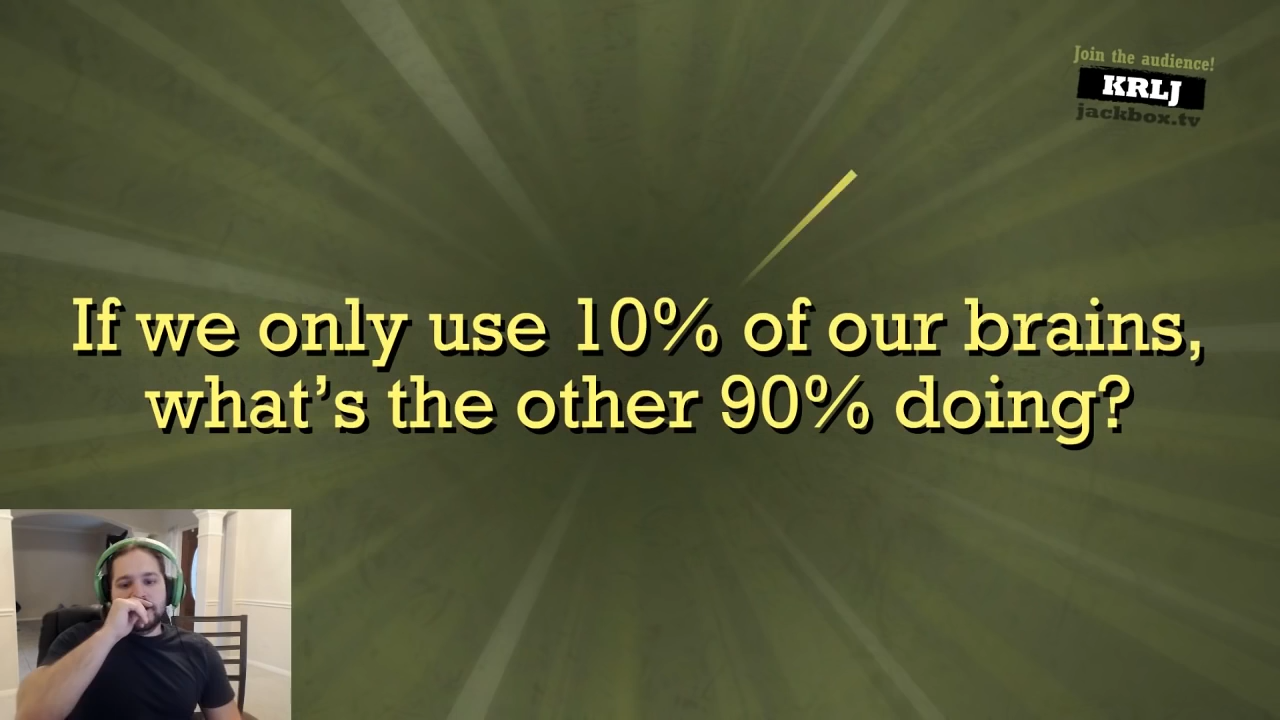 Join the audience!
KRLJ
jackbox.tv
If we only use 10% of our brains,
what's the other 90% doing?